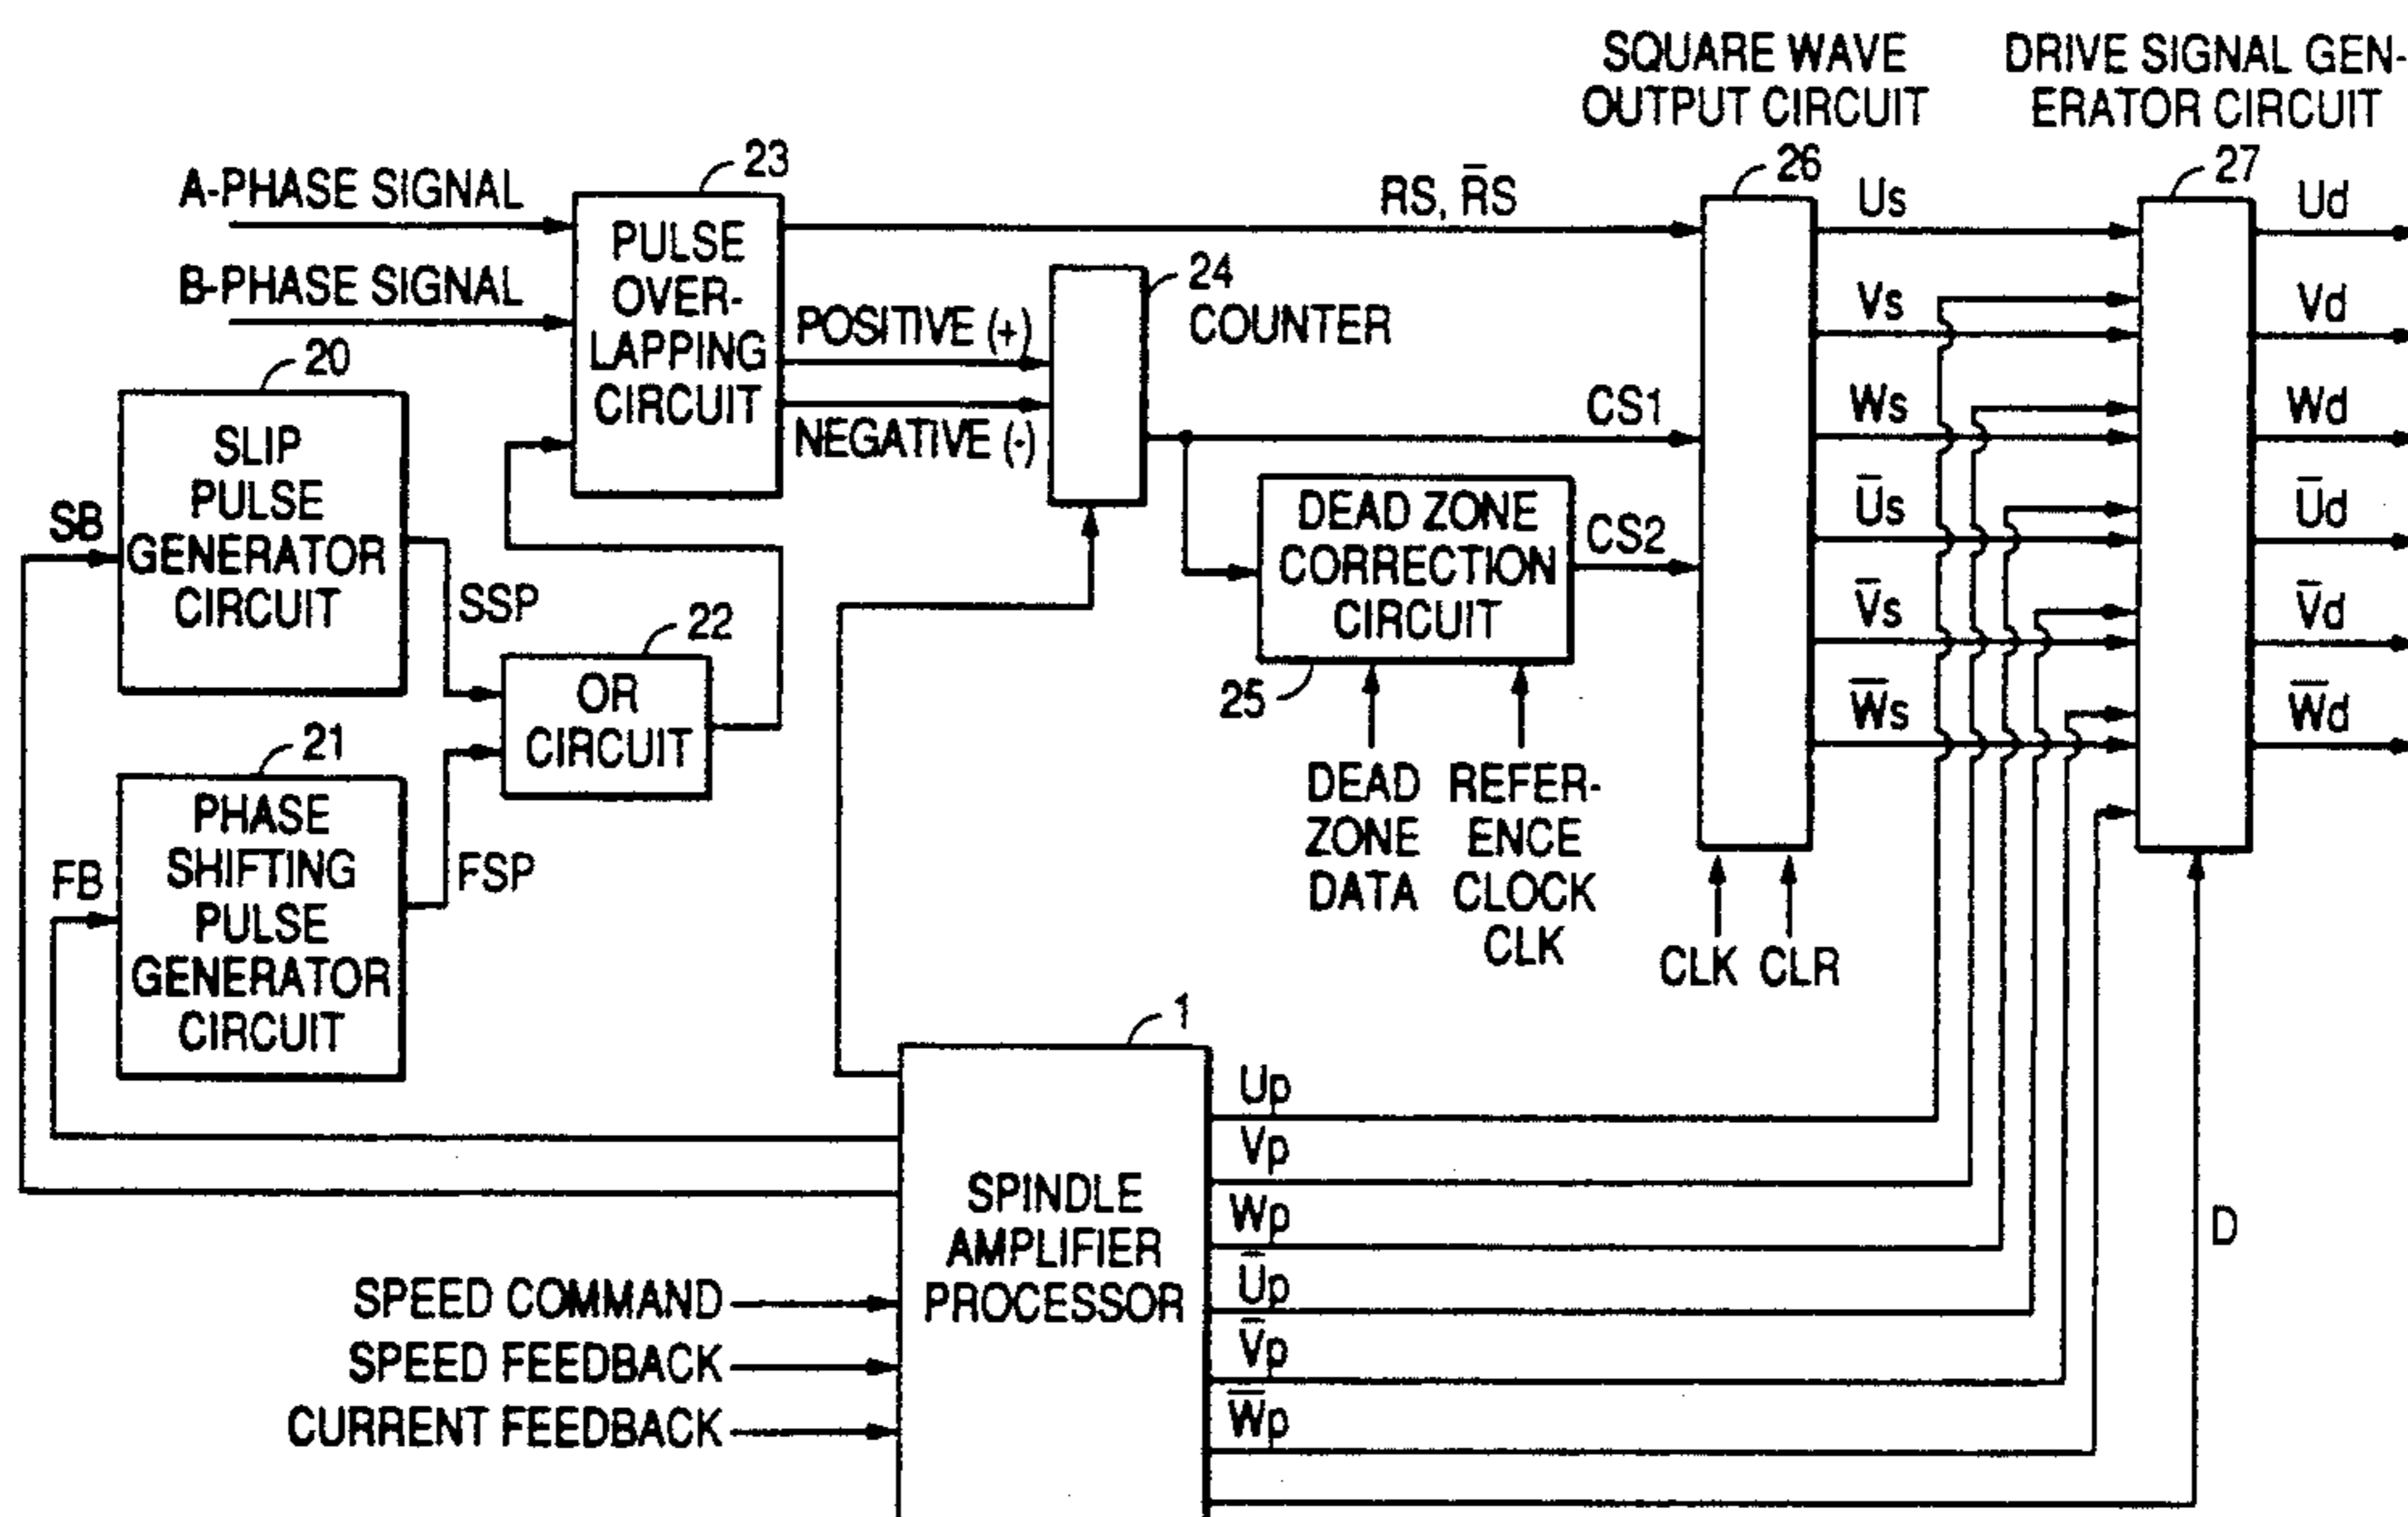 SQUARE WAVE
OUTPUT CIRCUIT
DRIVE SIGNAL GEN-
ERATOR CIRCUIT
23
26
27
A-PHASE SIGNAL
RS, R̅S
Us
Ud
PULSE
OVER-
LAPPING
CIRCUIT
B-PHASE SIGNAL
24
COUNTER
POSITIVE (+)
NEGATIVE (-)
Vs
Vd
20
SLIP
PULSE
GENERATOR
CIRCUIT
SB
SSP
CS1
Ws
Wd
DEAD ZONE
CORRECTION
CIRCUIT
CS2
25
U̅s
U̅d
V̅s
V̅d
W̅s
W̅d
22
OR
CIRCUIT
21
PHASE
SHIFTING
PULSE
GENERATOR
CIRCUIT
FB
FSP
DEAD
ZONE
DATA
REFER-
ENCE
CLOCK
CLK
CLK CLR
1
SPINDLE
AMPLIFIER
PROCESSOR
Up
Vp
Wp
U̅p
V̅p
W̅p
D
SPEED COMMAND
SPEED FEEDBACK
CURRENT FEEDBACK